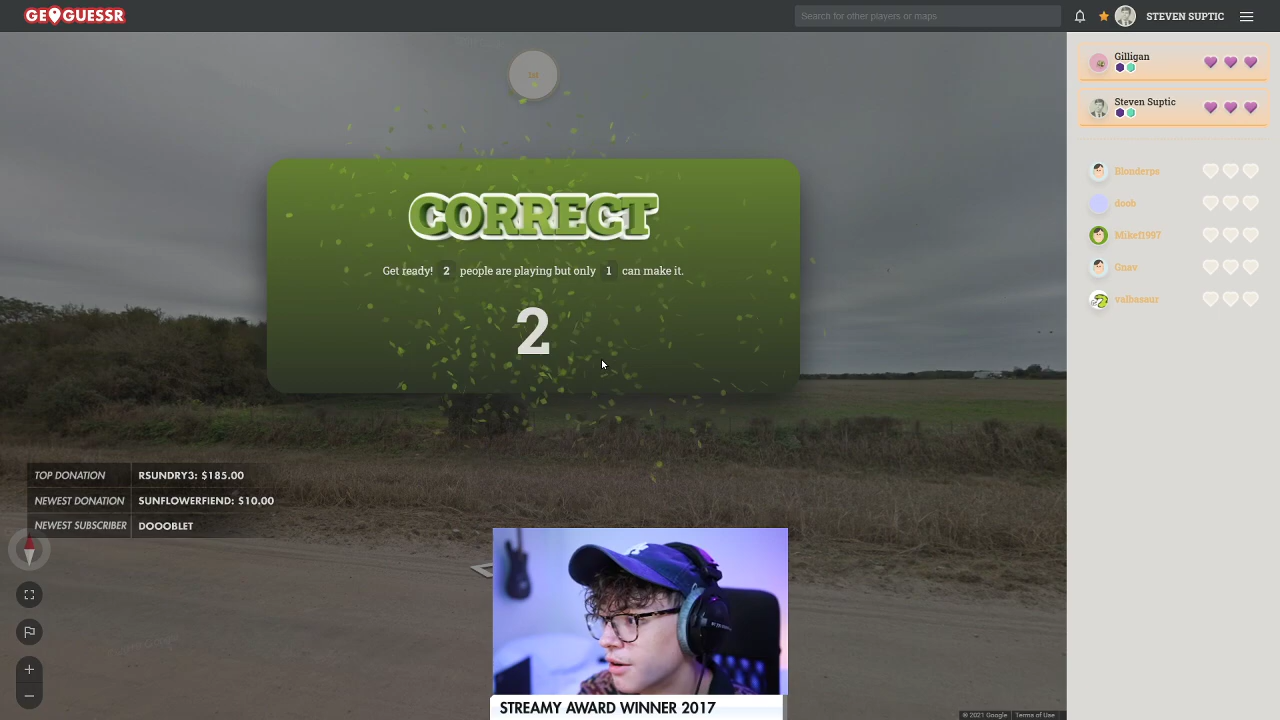 GEOGUESSR
Search for other players or maps
STEVEN SUPTIC
1st
CORRECT
Get ready! 2 people are playing but only 1 can make it.
2
Gilligan
Steven Suptic
Blonderps
doob
Mikef1997
Gnav
valbasaur
TOP DONATION RSUNDRY3: $185.00
NEWEST DONATION SUNFLOWERFIEND: $10.00
NEWEST SUBSCRIBER DOOOBLET
STREAMY AWARD WINNER 2017
© 2021 Google Terms of Use